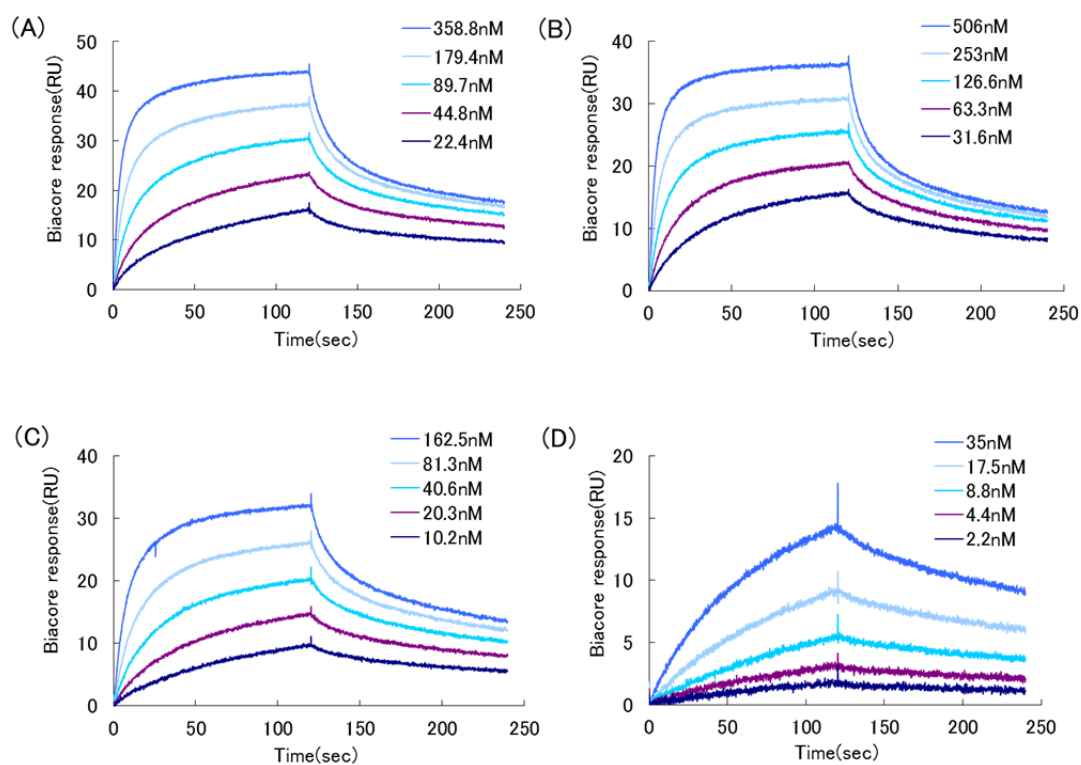 (A)
358.8nM
179.4nM
89.7nM
44.8nM
22.4nM
Biacore response(RU)
50
40
30
20
10
0
0 50 100 150 200 250
Time(sec)
(B)
506nM
253nM
126.6nM
63.3nM
31.6nM
Biacore response(RU)
40
30
20
10
0
0 50 100 150 200 250
Time(sec)
(C)
162.5nM
81.3nM
40.6nM
20.3nM
10.2nM
Biacore response(RU)
40
30
20
10
0
0 50 100 150 200 250
Time(sec)
(D)
35nM
17.5nM
8.8nM
4.4nM
2.2nM
Biacore response(RU)
20
15
10
5
0
0 50 100 150 200 250
Time(sec)